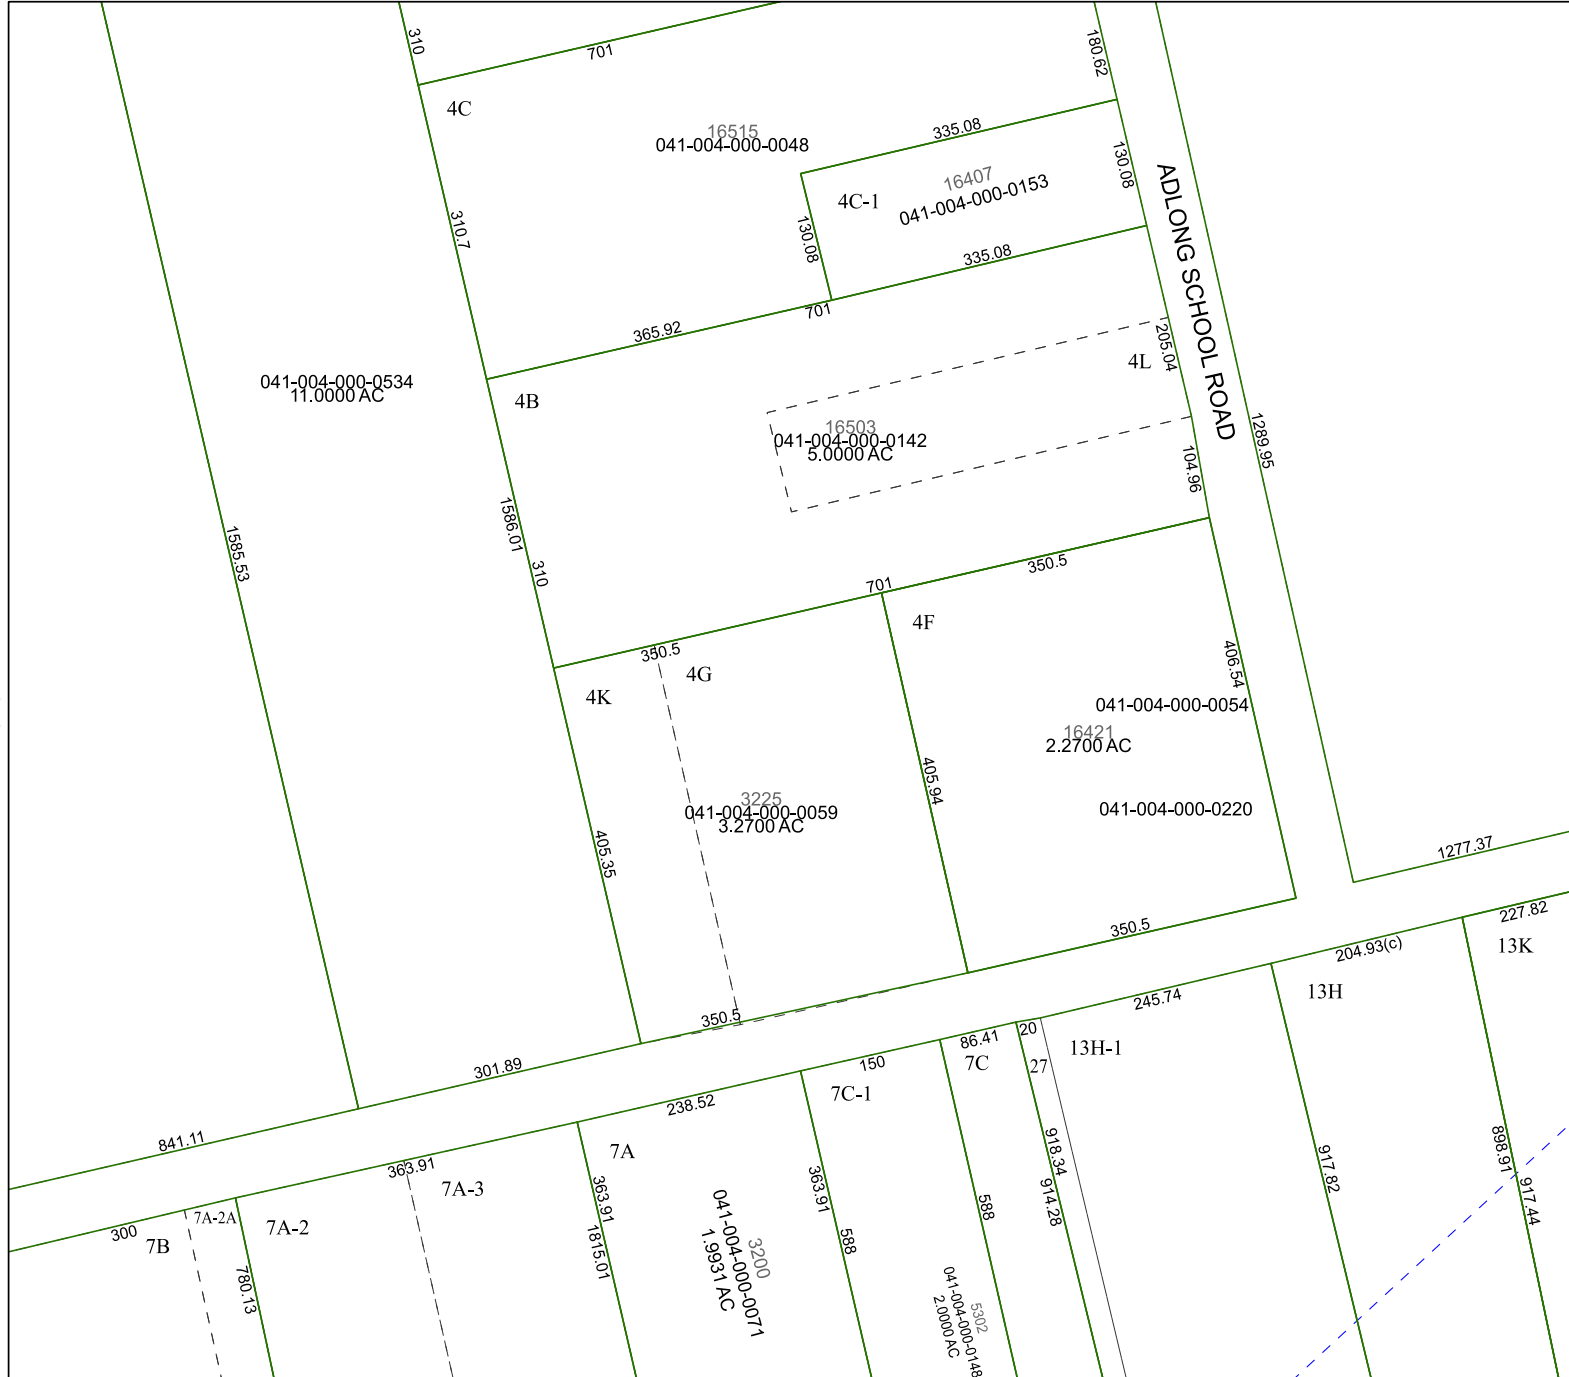 310
701
180.62
4C
16515
041-004-000-0048
335.08
130.08
16407
041-004-000-0153
4C-1
ADLONG SCHOOL ROAD
310.7
130.08
335.08
701
365.92
205.04
4L
041-004-000-0534
11.0000 AC
4B
16503
041-004-000-0142
5.0000 AC
1289.95
104.96
1585.53
1586.01
310
701
350.5
4F
350.5
4G
4K
406.54
041-004-000-0054
16421
2.2700 AC
405.94
3225
041-004-000-0059
3.2700 AC
041-004-000-0220
405.35
1277.37
350.5
227.82
204.93(c)
13K
13H
245.74
350.5
20
86.41
13H-1
7C
27
150
301.89
7C-1
238.52
841.11
7A
363.91
7A-3
918.34
914.28
917.82
898.91
917.44
363.91
1815.01
363.91
588
588
7A-2A
7A-2
300
7B
780.13
3200
041-004-000-0071
1.9931 AC
5302
041-004-000-0148
2.0000 AC